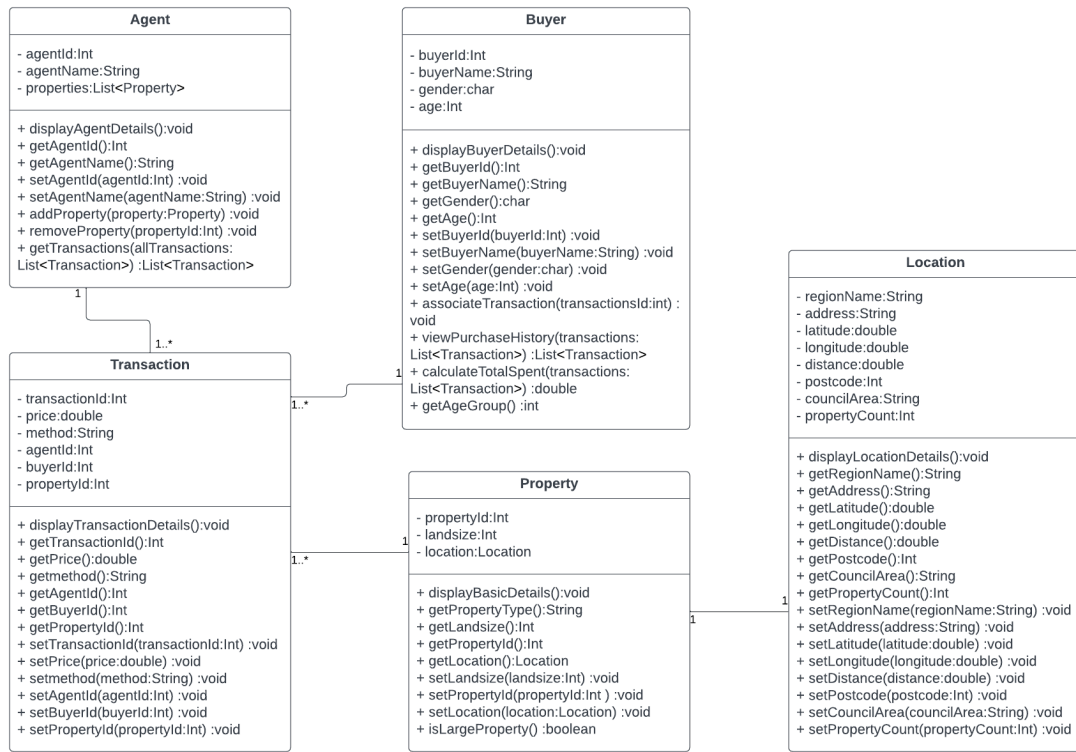 Agent
- agentId:Int
- agentName:String
- properties:List<Property>
+ displayAgentDetails():void
+ getAgentId():Int
+ getAgentName():String
+ setAgentId(agentId:Int) :void
+ setAgentName(agentName:String) :void
+ addProperty(property:Property) :void
+ removeProperty(propertyId:Int) :void
+ getTransactions(allTransactions:
List<Transaction>) :List<Transaction>
1
1..*
Transaction
- transactionId:Int
- price:double
- method:String
- agentId:Int
- buyerId:Int
- propertyId:Int
+ displayTransactionDetails():void
+ getTransactionId():Int
+ getPrice():double
+ getmethod():String
+ getAgentId():Int
+ getBuyerId():Int
+ getPropertyId():Int
+ setTransactionId(transactionId:Int) :void
+ setPrice(price:double) :void
+ setmethod(method:String) :void
+ setAgentId(agentId:Int) :void
+ setBuyerId(buyerId:Int) :void
+ setPropertyId(propertyId:Int) :void
1..*
1
1..*
1
Buyer
- buyerId:Int
- buyerName:String
- gender:char
- age:Int
+ displayBuyerDetails():void
+ getBuyerId():Int
+ getBuyerName():String
+ getGender():char
+ getAge():Int
+ setBuyerId(buyerId:Int) :void
+ setBuyerName(buyerName:String) :void
+ setGender(gender:char) :void
+ setAge(age:Int) :void
+ associateTransaction(transactionsId:int) :
void
+ viewPurchaseHistory(transactions:
List<Transaction>) :List<Transaction>
+ calculateTotalSpent(transactions:
List<Transaction>) :double
+ getAgeGroup() :int
Property
- propertyId:Int
- landsize:Int
- location:Location
+ displayBasicDetails():void
+ getPropertyType():String
+ getLandsize():Int
+ getPropertyId():Int
+ getLocation():Location
+ setLandsize(landsize:Int) :void
+ setPropertyId(propertyId:Int ) :void
+ setLocation(location:Location) :void
+ isLargeProperty() :boolean
1
1
Location
- regionName:String
- address:String
- latitude:double
- longitude:double
- distance:double
- postcode:Int
- councilArea:String
- propertyCount:Int
+ displayLocationDetails():void
+ getRegionName():String
+ getAddress():String
+ getLatitude():double
+ getLongitude():double
+ getDistance():double
+ getPostcode():Int
+ getCouncilArea():String
+ getPropertyCount():Int
+ setRegionName(regionName:String) :void
+ setAddress(address:String) :void
+ setLatitude(latitude:double) :void
+ setLongitude(longitude:double) :void
+ setDistance(distance:double) :void
+ setPostcode(postcode:Int) :void
+ setCouncilArea(councilArea:String) :void
+ setPropertyCount(propertyCount:Int) :void